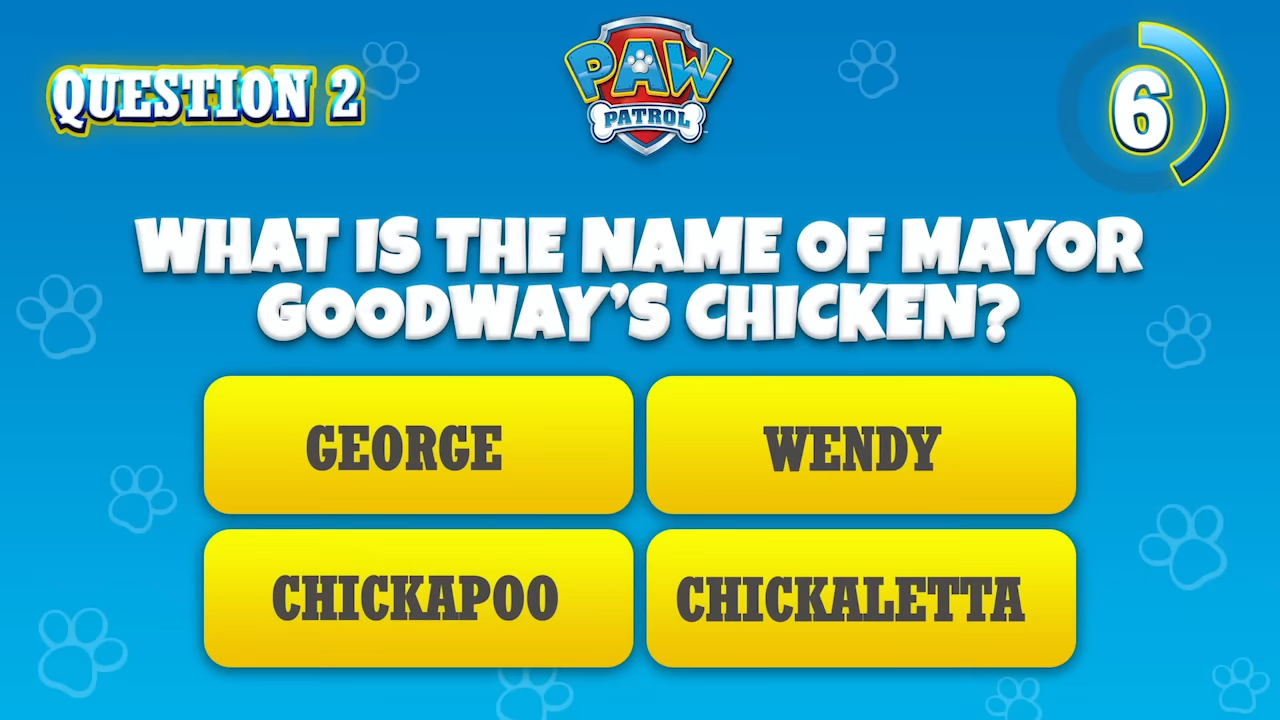 QUESTION 2
PAW
PATROL
6
WHAT IS THE NAME OF MAYOR
GOODWAY'S CHICKEN?
GEORGE
WENDY
CHICKAPOO
CHICKALETTA